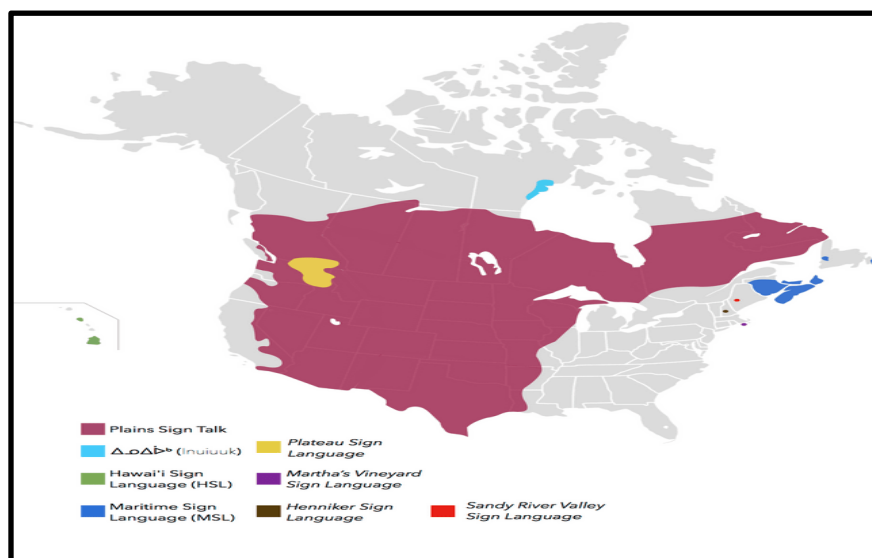 Plains Sign Talk
ᐃᓄᐃᐆᒃ (Inuiuuk)
Hawai'i Sign
Language (HSL)
Maritime Sign
Language (MSL)
Plateau Sign
Language
Martha's Vineyard
Sign Language
Henniker Sign
Language
Sandy River Valley
Sign Language